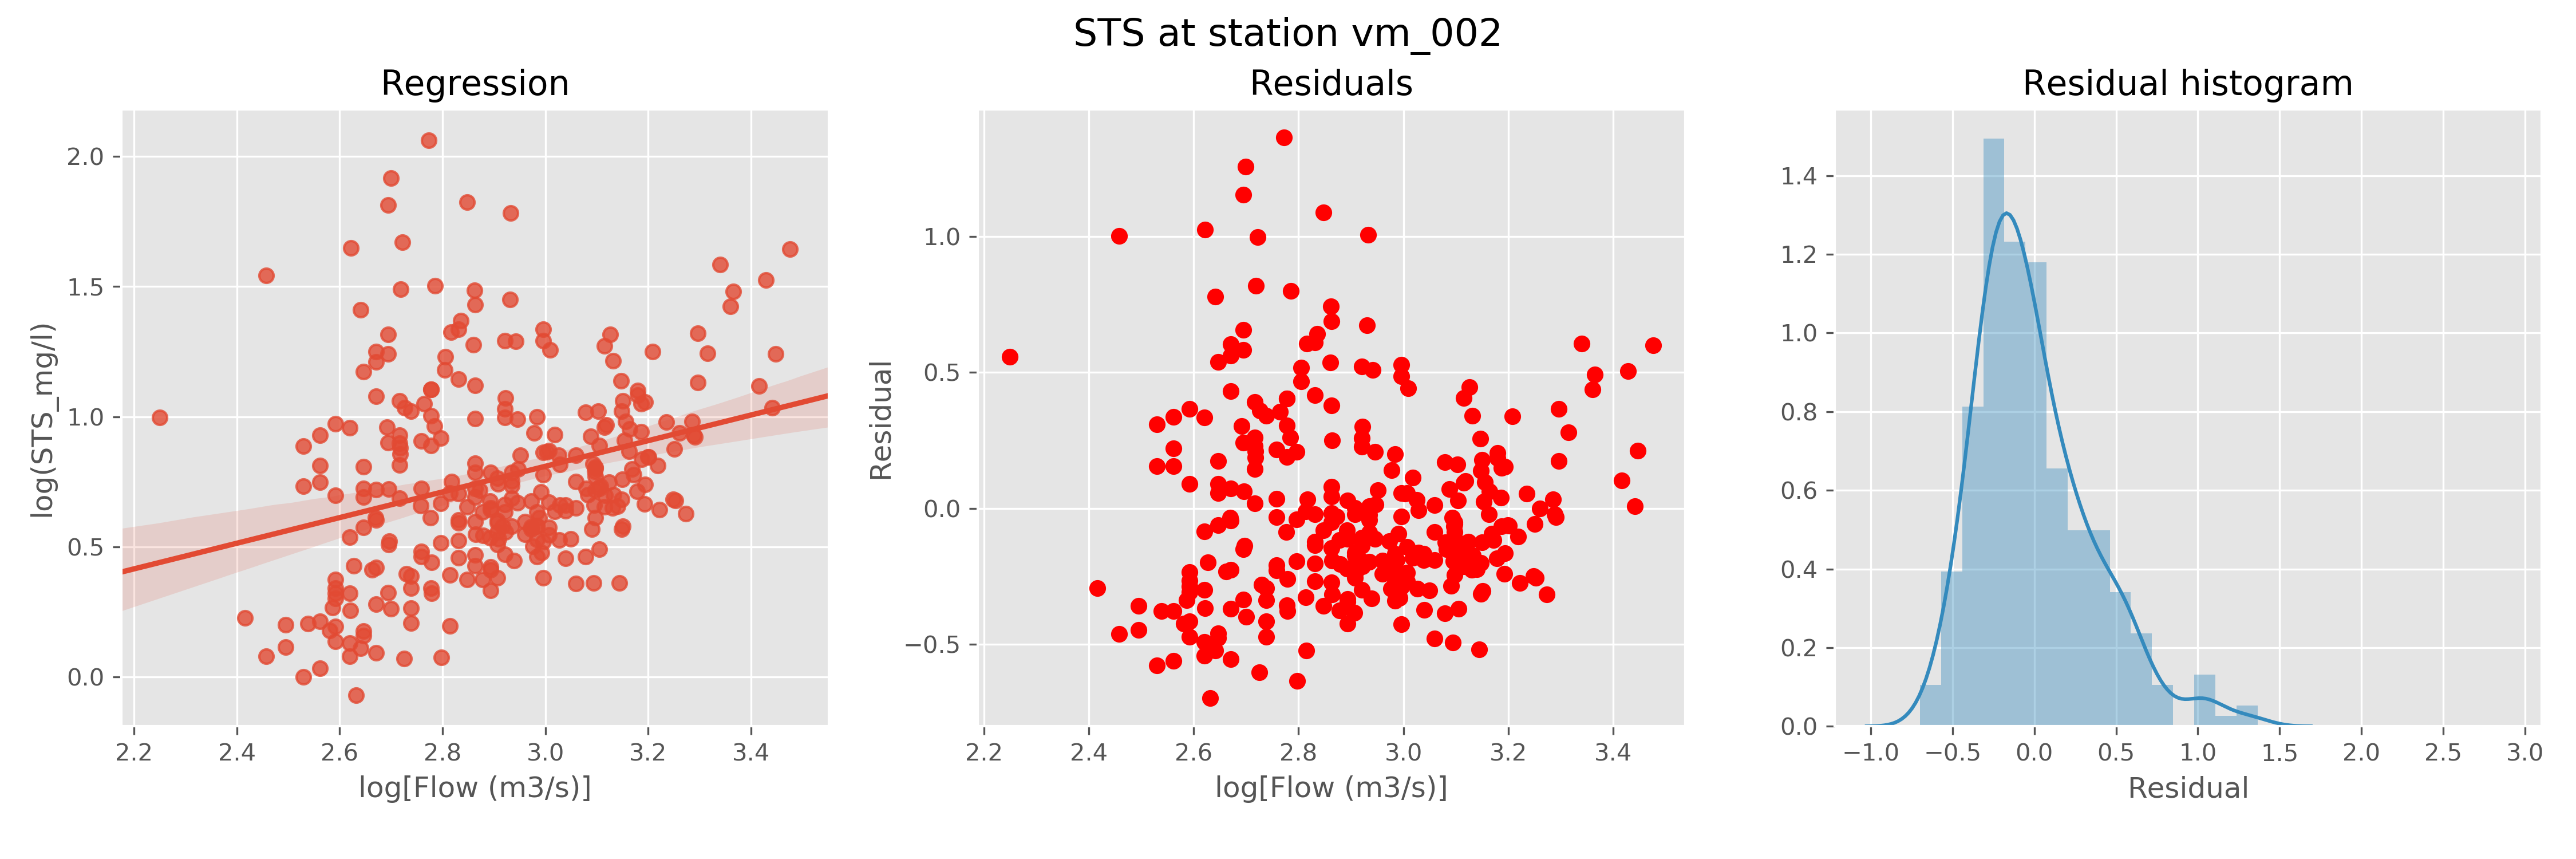 STS at station vm_002
Regression
log(STS_mg/l)
2.0
1.5
1.0
0.5
0.0
2.2 2.4 2.6 2.8 3.0 3.2 3.4
log[Flow (m3/s)]
Residuals
Residual
1.0
0.5
0.0
−0.5
2.2 2.4 2.6 2.8 3.0 3.2 3.4
log[Flow (m3/s)]
Residual histogram
1.4
1.2
1.0
0.8
0.6
0.4
0.2
0.0
−1.0 −0.5 0.0 0.5 1.0 1.5 2.0 2.5 3.0
Residual